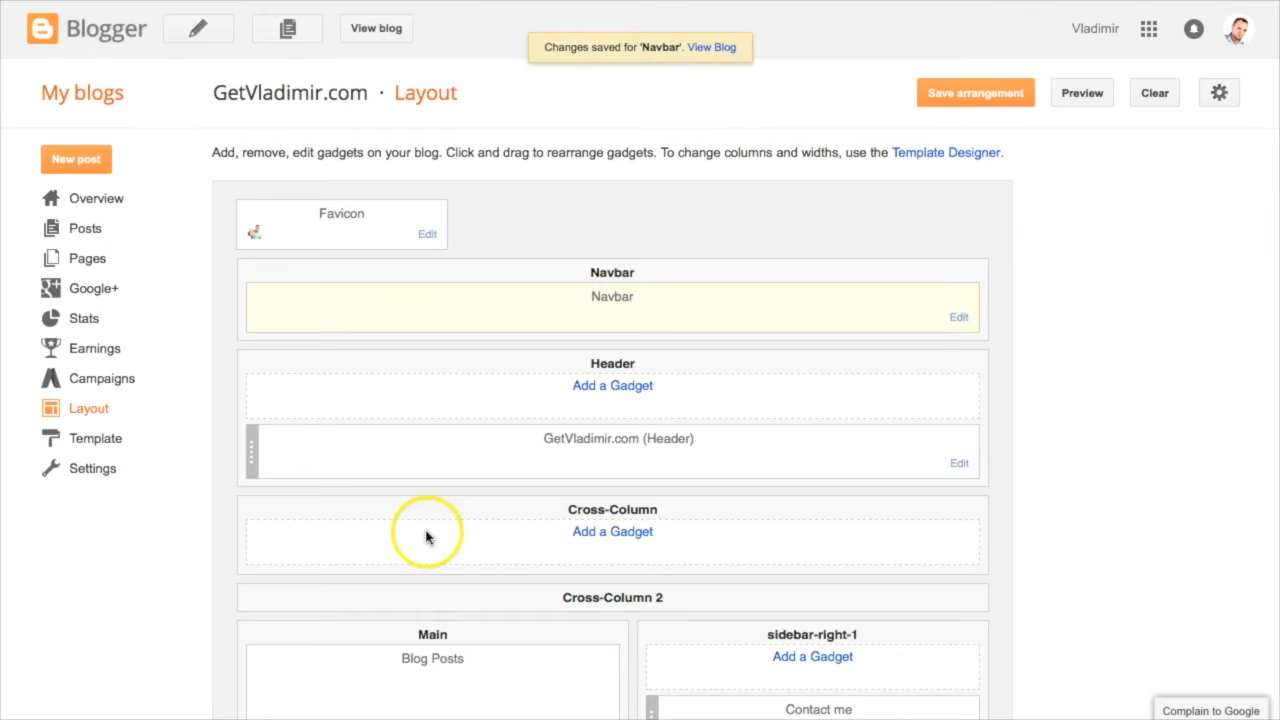 Blogger
View blog
Changes saved for 'Navbar'. View Blog
Vladimir
My blogs
GetVladimir.com · Layout
Save arrangement
Preview
Clear
New post
Overview
Posts
Pages
Google+
Stats
Earnings
Campaigns
Layout
Template
Settings
Add, remove, edit gadgets on your blog. Click and drag to rearrange gadgets. To change columns and widths, use the Template Designer.
Favicon
Edit
Navbar
Navbar
Edit
Header
Add a Gadget
GetVladimir.com (Header)
Edit
Cross-Column
Add a Gadget
Cross-Column 2
Main
Blog Posts
sidebar-right-1
Add a Gadget
Contact me
Complain to Google